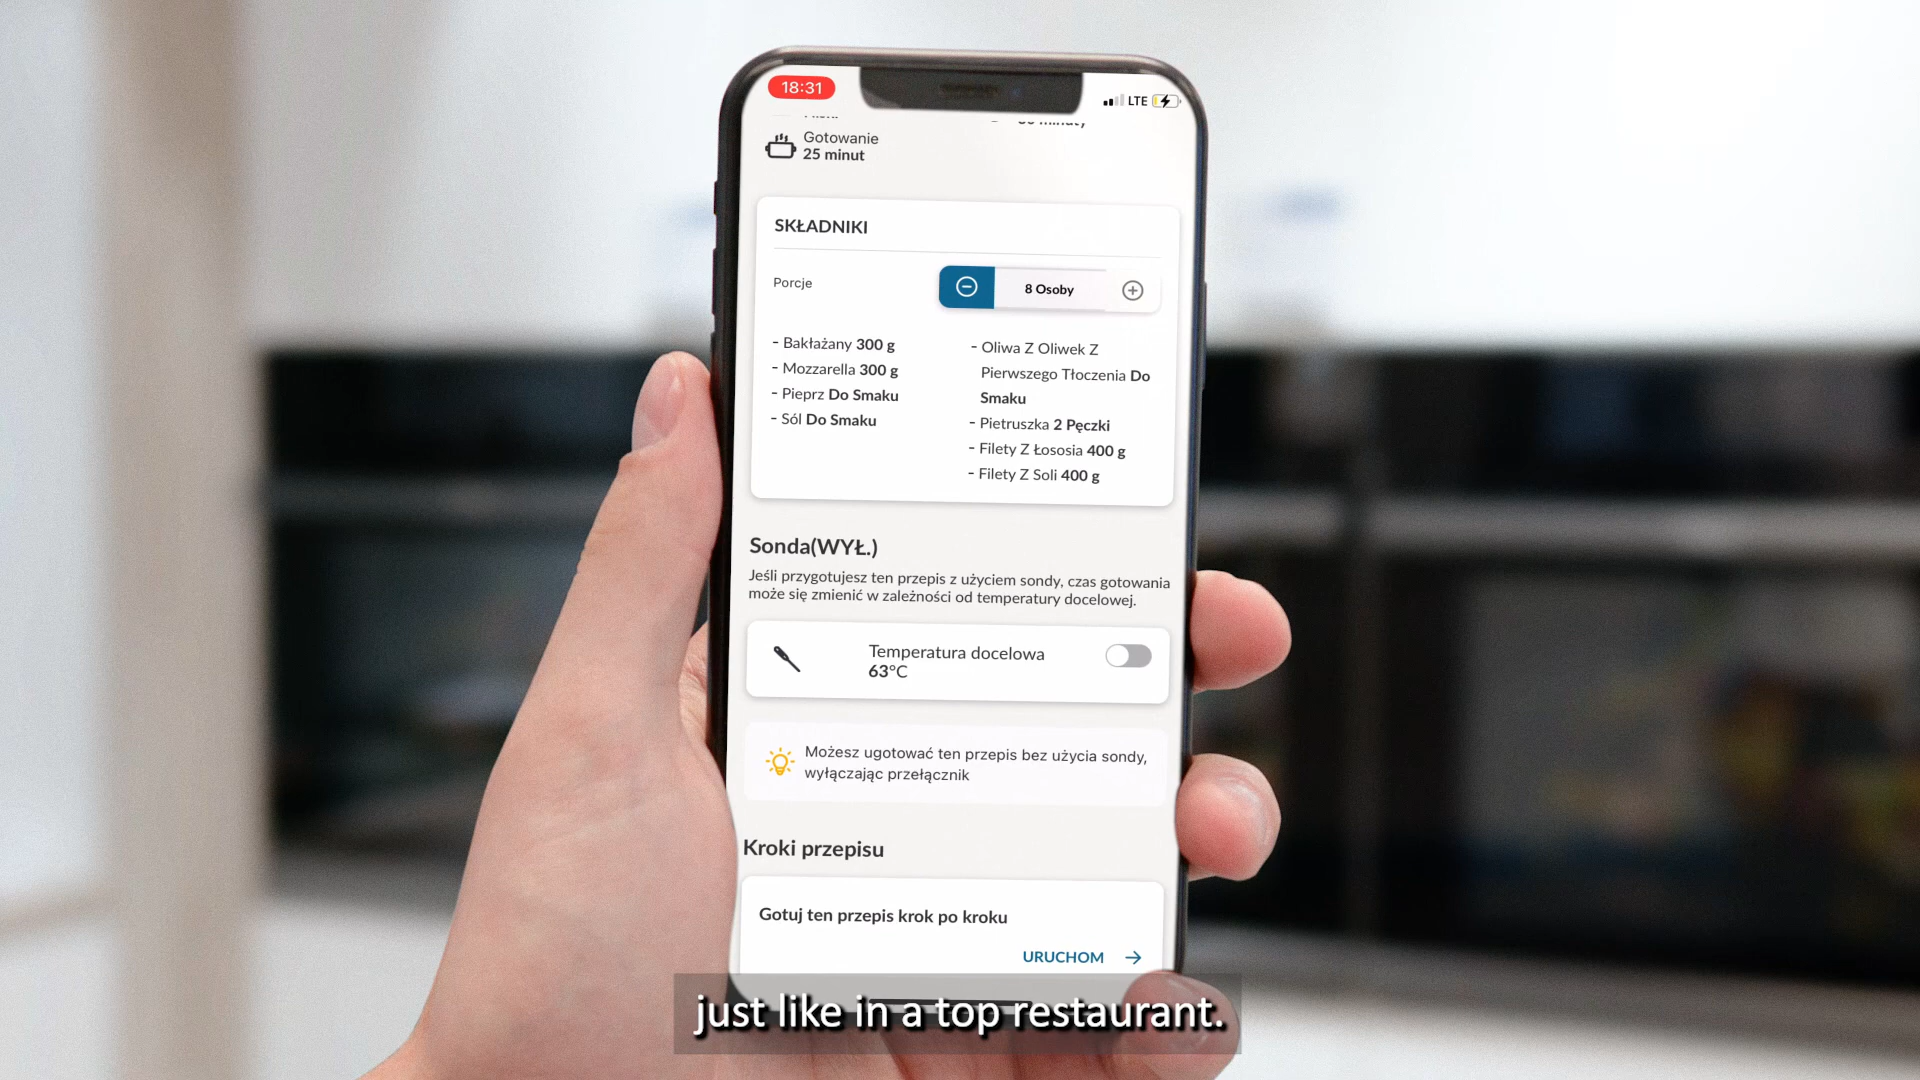 18:31
LTE
Gotowanie
25 minut
SKŁADNIKI
Porcje
8 Osoby
- Bakłażany 300 g
- Mozzarella 300 g
- Pieprz Do Smaku
- Sól Do Smaku
- Oliwa Z Oliwek Z
Pierwszego Tłoczenia Do
Smaku
- Pietruszka 2 Pęczki
- Filety Z Łososia 400 g
- Filety Z Soli 400 g
Sonda(WYŁ.)
Jeśli przygotujesz ten przepis z użyciem sondy, czas gotowania
może się zmienić w zależności od temperatury docelowej.
Temperatura docelowa
63°C
Możesz ugotować ten przepis bez użycia sondy,
wyłączając przełącznik
Kroki przepisu
Gotuj ten przepis krok po kroku
URUCHOM
just like in a top restaurant.